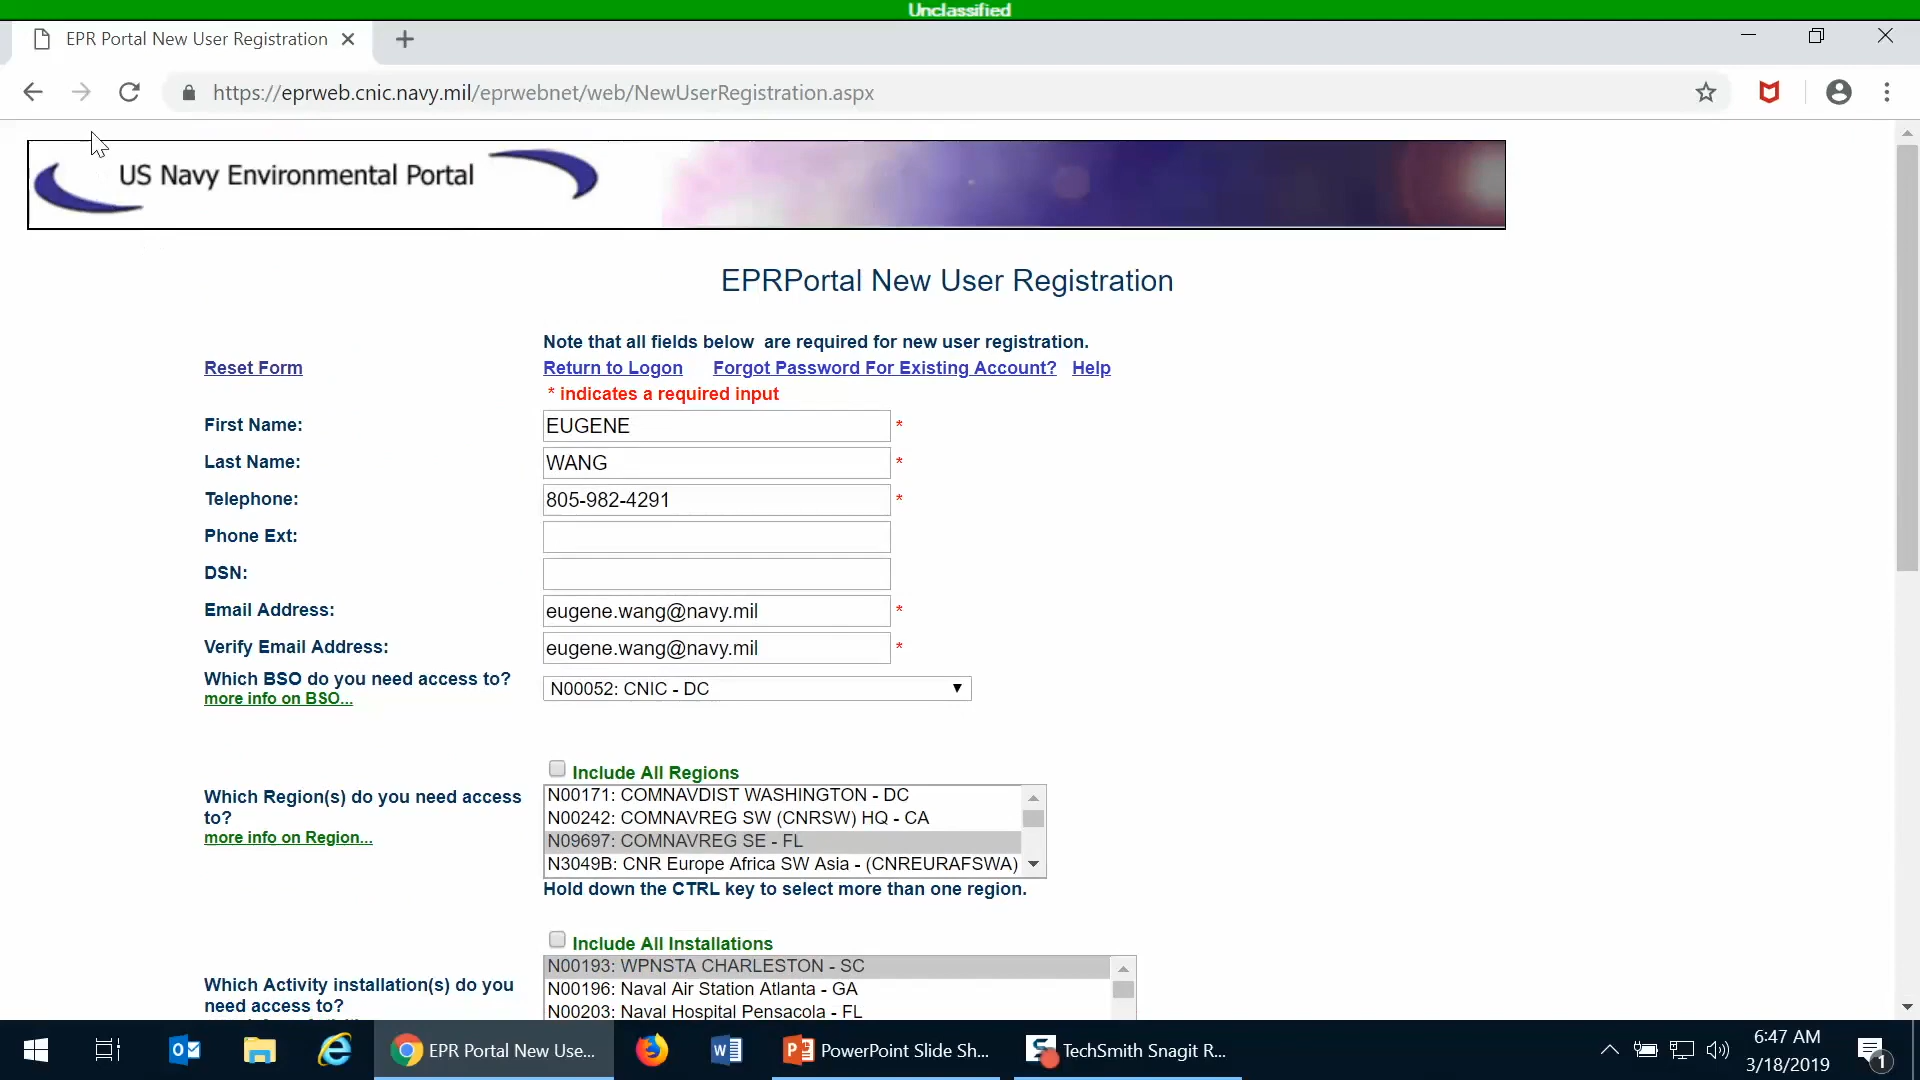 Unclassified
EPR Portal New User Registration
https://eprweb.cnic.navy.mil/eprwebnet/web/NewUserRegistration.aspx
US Navy Environmental Portal
EPRPortal New User Registration
Note that all fields below are required for new user registration.
Reset Form Return to Logon Forgot Password For Existing Account? Help
* indicates a required input
First Name: EUGENE *
Last Name: WANG *
Telephone: 805-982-4291 *
Phone Ext:
DSN:
Email Address: eugene.wang@navy.mil *
Verify Email Address: eugene.wang@navy.mil *
Which BSO do you need access to? N00052: CNIC - DC
more info on BSO...
Include All Regions
Which Region(s) do you need access
to?
more info on Region...
N00171: COMNAVDIST WASHINGTON - DC
N00242: COMNAVREG SW (CNRSW) HQ - CA
N09697: COMNAVREG SE - FL
N3049B: CNR Europe Africa SW Asia - (CNREURAFSWA)
Hold down the CTRL key to select more than one region.
Include All Installations
Which Activity installation(s) do you
need access to?
N00193: WPNSTA CHARLESTON - SC
N00196: Naval Air Station Atlanta - GA
N00203: Naval Hospital Pensacola - FL
EPR Portal New Use... PowerPoint Slide Sh... TechSmith Snagit R... 6:47 AM
3/18/2019 1